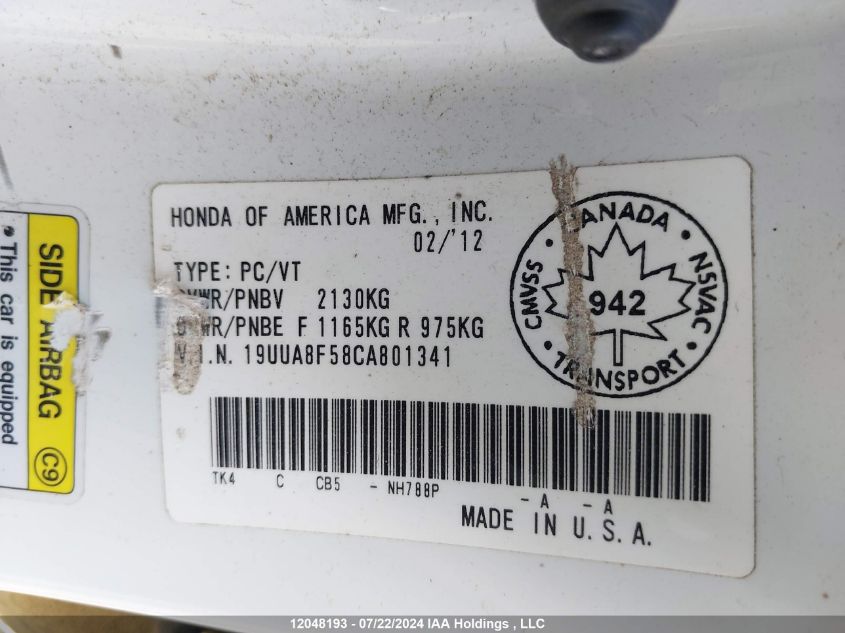 HONDA OF AMERICA MFG., INC.
02/'12
TYPE: PC/VT
GVWR/PNBV 2130KG
G WR/PNBE F 1165KG R 975KG
V.I.N. 19UUA8F58CA801341
CANADA
CMVSS • NSVAC
942
TRANSPORT
TK4 C CB5 - NH788P - A - A
MADE IN U.S.A.
SIDE AIRBAG
C9
• This car is equipped
12048193 - 07/22/2024 IAA Holdings , LLC